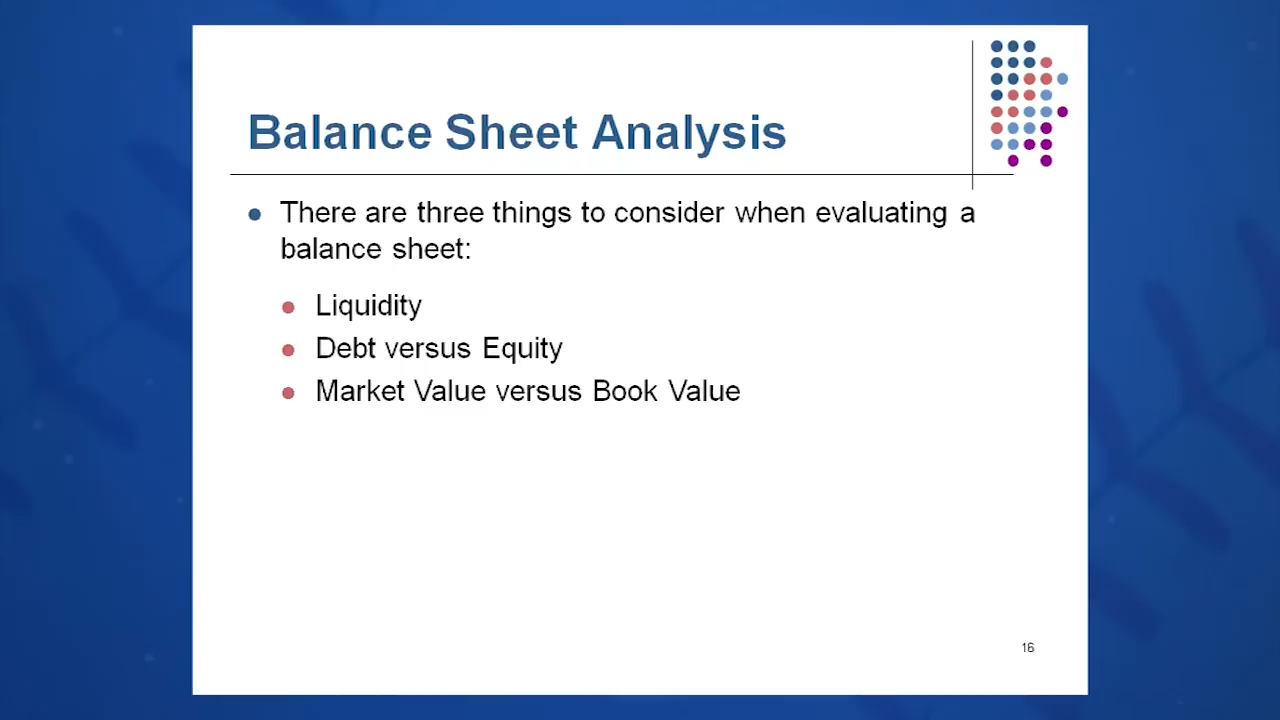 Balance Sheet Analysis
There are three things to consider when evaluating a
balance sheet:
Liquidity
Debt versus Equity
Market Value versus Book Value
16